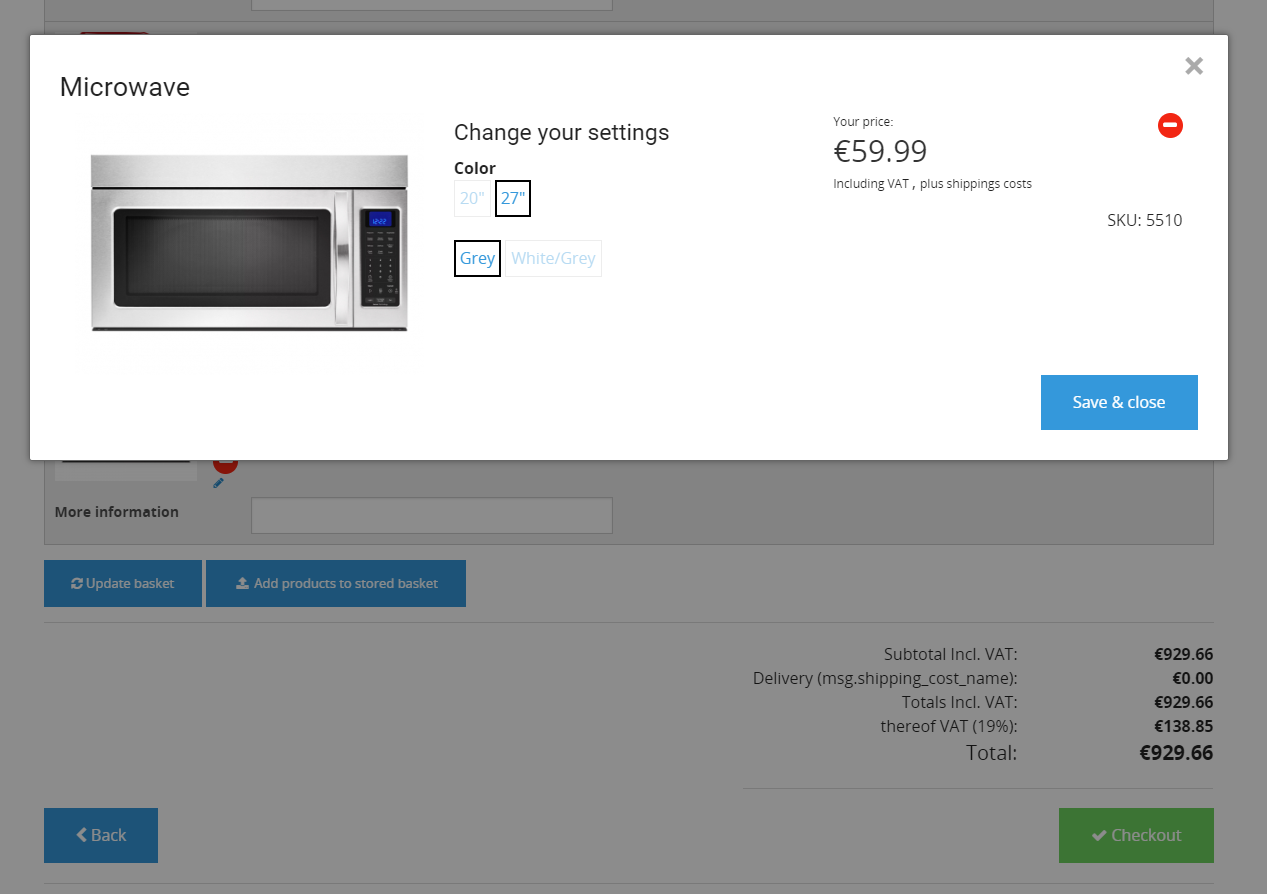 Microwave
Change your settings
Color
20" 27"
Grey White/Grey
Your price:
€59.99
Including VAT , plus shippings costs
SKU: 5510
Save & close
More information
Update basket Add products to stored basket
Subtotal Incl. VAT: €929.66
Delivery (msg.shipping_cost_name): €0.00
Totals Incl. VAT: €929.66
thereof VAT (19%): €138.85
Total: €929.66
Back Checkout